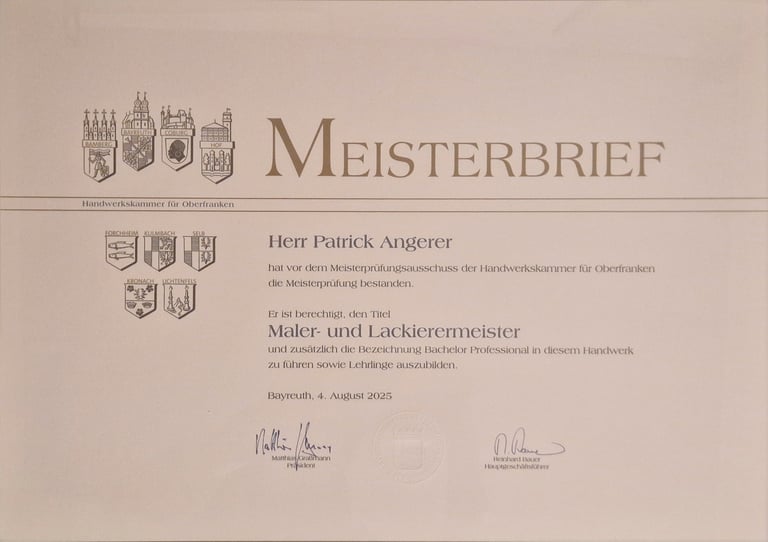 MEISTERBRIEF
BAMBERG
BAYREUTH
COBURG
HOF
Handwerkskammer für Oberfranken
FORCHHEIM
KULMBACH
SELB
KRONACH
LICHTENFELS
Herr Patrick Angerer
hat vor dem Meisterprüfungsausschuss der Handwerkskammer für Oberfranken
die Meisterprüfung bestanden.
Er ist berechtigt, den Titel
Maler- und Lackierermeister
und zusätzlich die Bezeichnung Bachelor Professional in diesem Handwerk
zu führen sowie Lehrlinge auszubilden.
Bayreuth, 4. August 2025
Matthias Graßmann
Präsident
Reinhard Bauer
Hauptgeschäftsführer